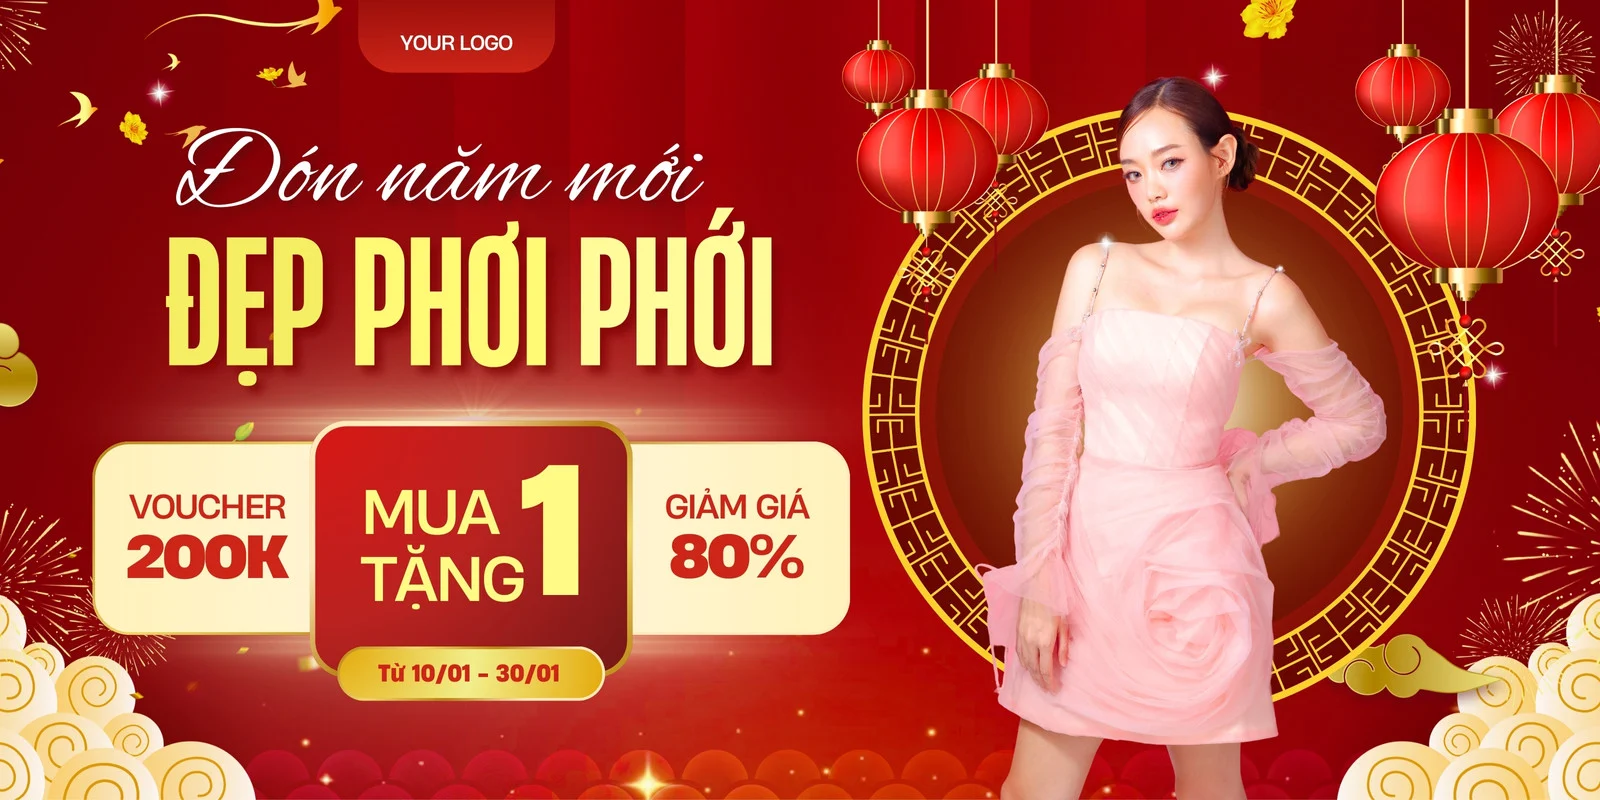 YOUR LOGO
Đón năm mới
ĐẸP PHƠI PHỚI
VOUCHER
200K
MUA
TẶNG 1
GIẢM GIÁ
80%
Từ 10/01 - 30/01